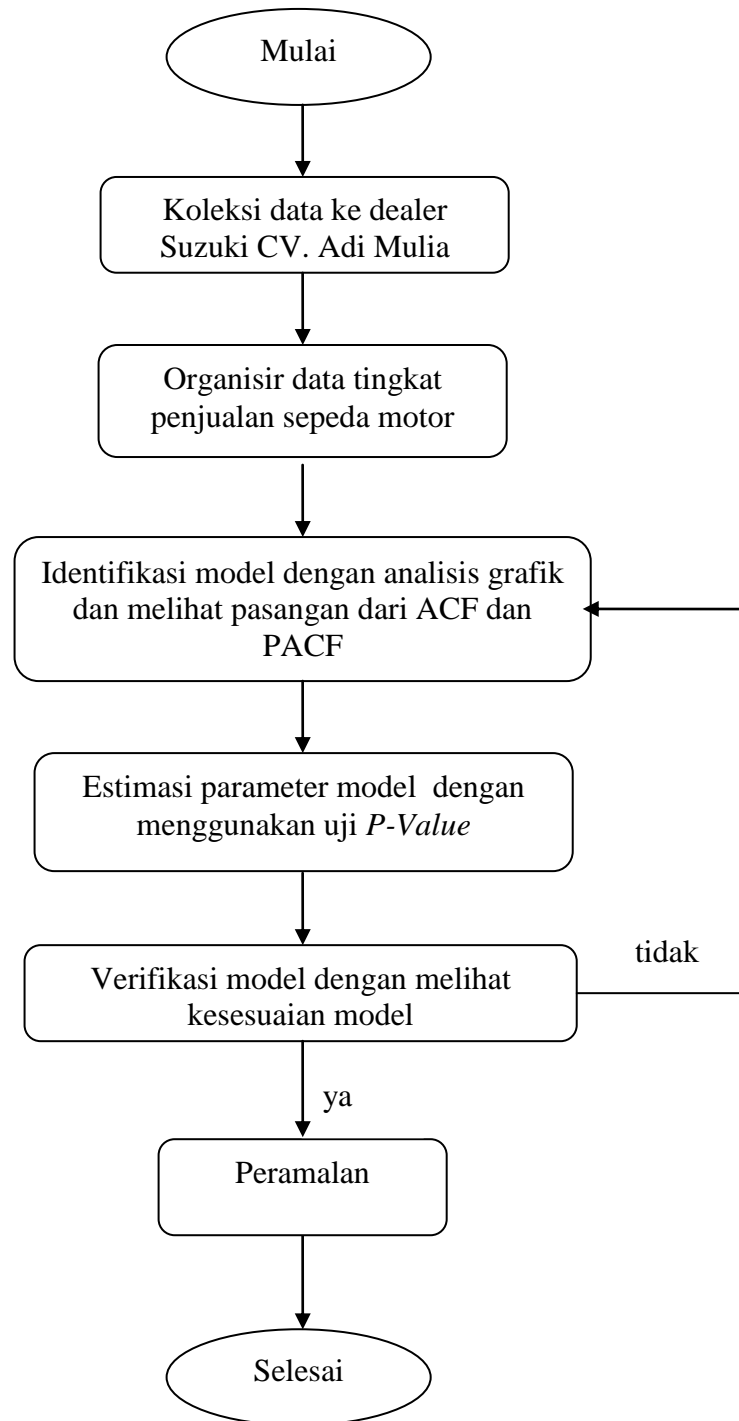 Mulai
Koleksi data ke dealer
Suzuki CV. Adi Mulia
Organisir data tingkat
penjualan sepeda motor
Identifikasi model dengan analisis grafik
dan melihat pasangan dari ACF dan
PACF
Estimasi parameter model dengan
menggunakan uji P-Value
Verifikasi model dengan melihat
kesesuaian model
tidak
ya
Peramalan
Selesai